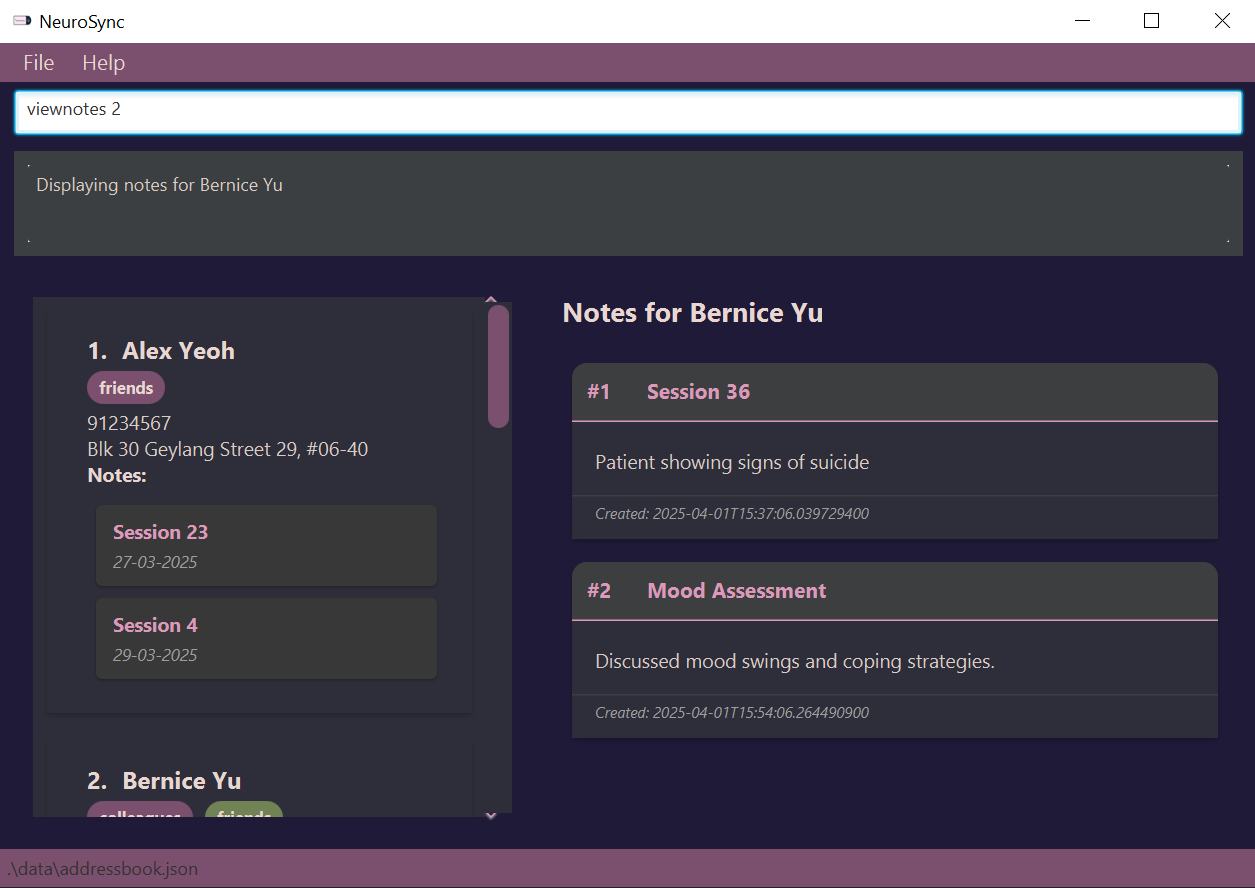 NeuroSync
File Help
viewnotes 2
Displaying notes for Bernice Yu
1. Alex Yeoh
friends
91234567
Blk 30 Geylang Street 29, #06-40
Notes:
Session 23
27-03-2025
Session 4
29-03-2025
2. Bernice Yu
colleagues friends
Notes for Bernice Yu
#1 Session 36
Patient showing signs of suicide
Created: 2025-04-01T15:37:06.039729400
#2 Mood Assessment
Discussed mood swings and coping strategies.
Created: 2025-04-01T15:54:06.264490900
.\data\addressbook.json